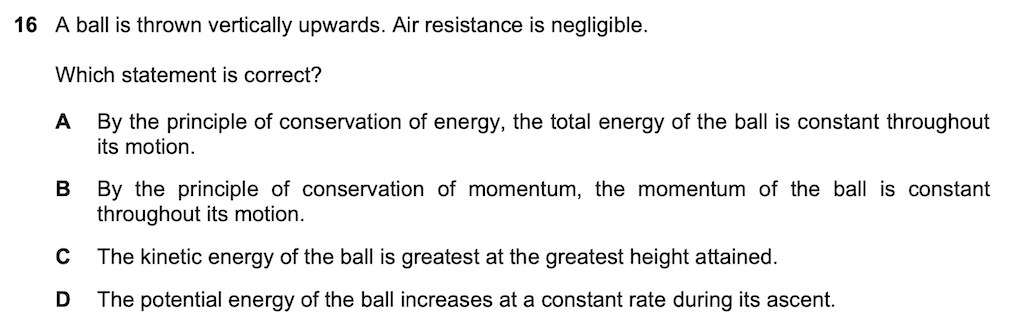 16 A ball is thrown vertically upwards. Air resistance is negligible.
Which statement is correct?
A By the principle of conservation of energy, the total energy of the ball is constant throughout
its motion.
B By the principle of conservation of momentum, the momentum of the ball is constant
throughout its motion.
C The kinetic energy of the ball is greatest at the greatest height attained.
D The potential energy of the ball increases at a constant rate during its ascent.